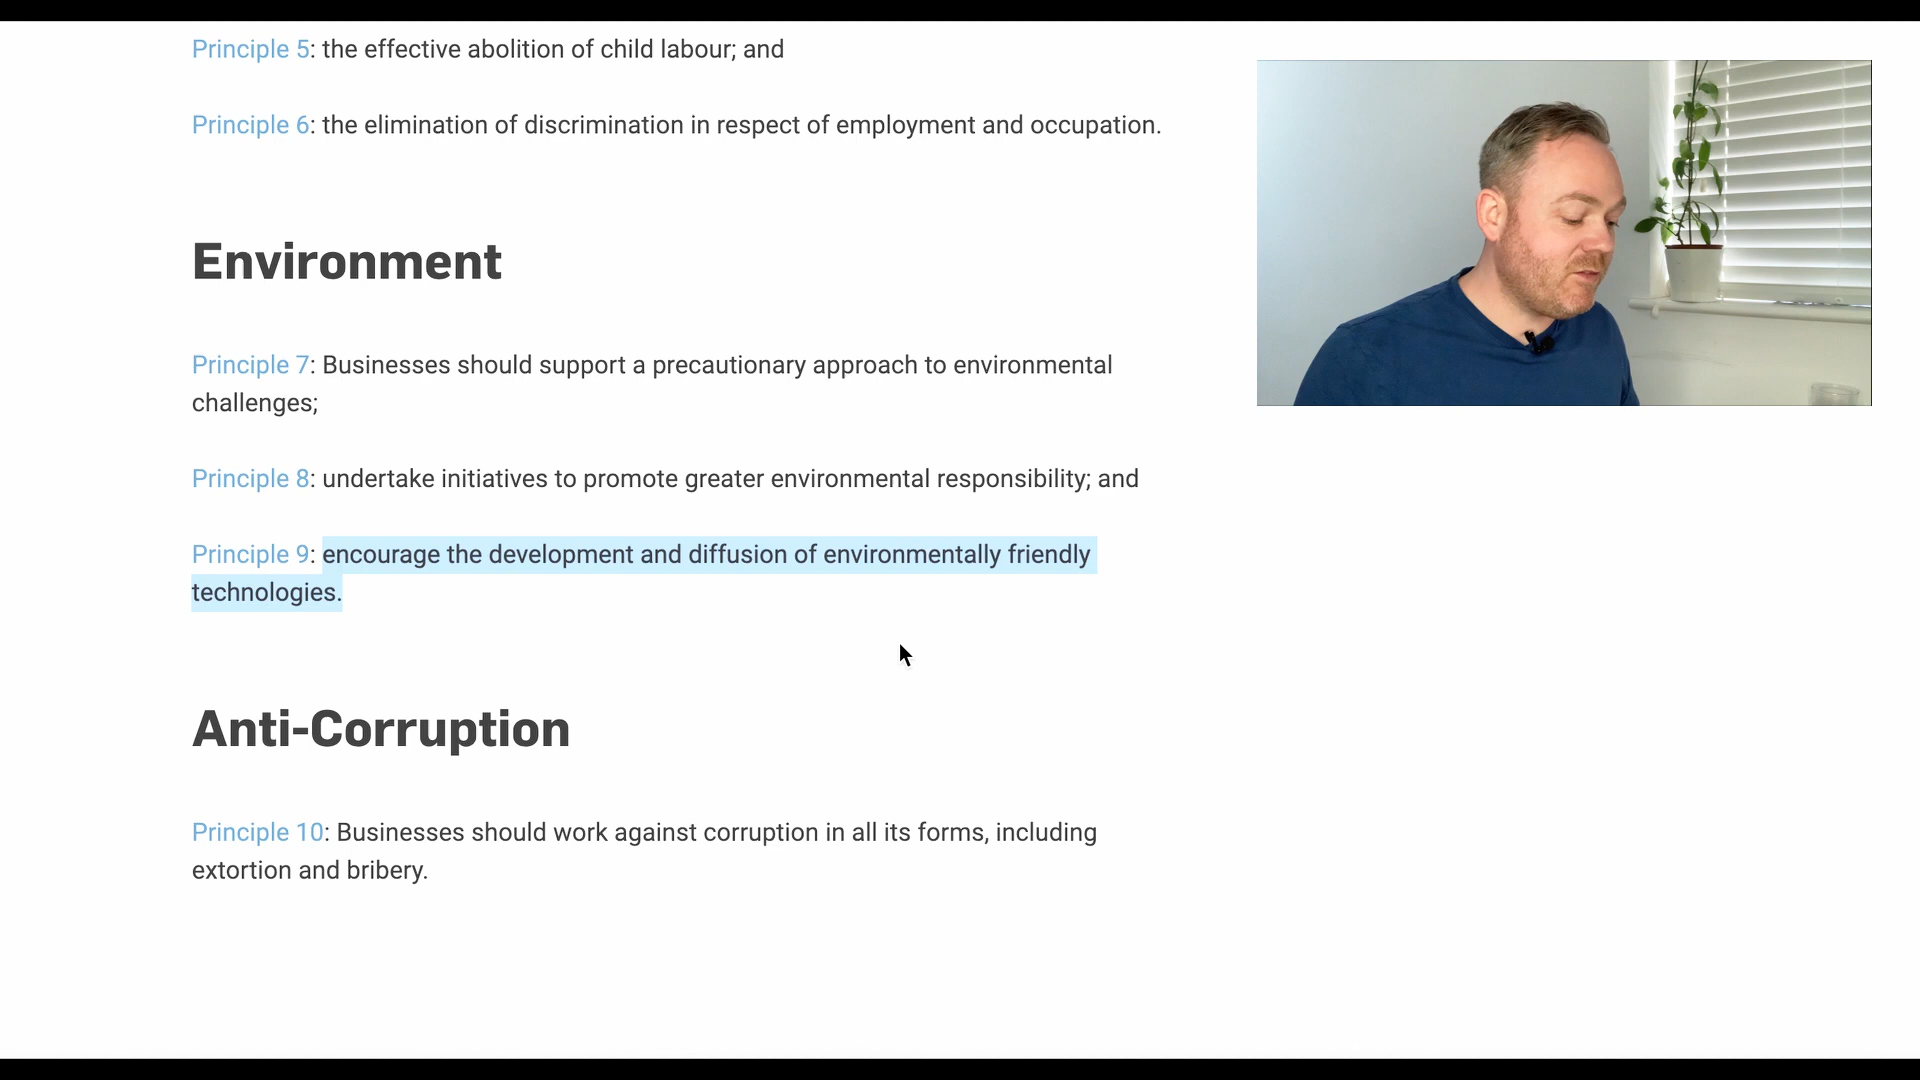 Principle 5: the effective abolition of child labour; and
Principle 6: the elimination of discrimination in respect of employment and occupation.
Environment
Principle 7: Businesses should support a precautionary approach to environmental
challenges;
Principle 8: undertake initiatives to promote greater environmental responsibility; and
Principle 9: encourage the development and diffusion of environmentally friendly
technologies.
Anti-Corruption
Principle 10: Businesses should work against corruption in all its forms, including
extortion and bribery.